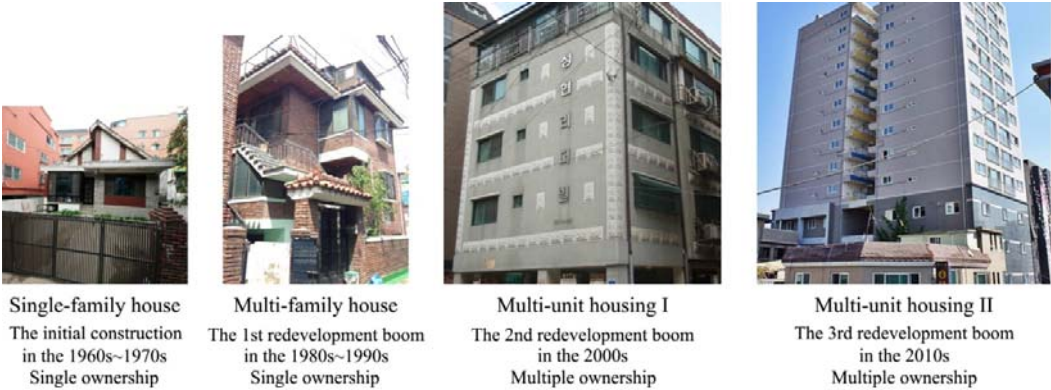 Single-family house
The initial construction
in the 1960s~1970s
Single ownership
Multi-family house
The 1st redevelopment boom
in the 1980s~1990s
Single ownership
Multi-unit housing I
The 2nd redevelopment boom
in the 2000s
Multiple ownership
Multi-unit housing II
The 3rd redevelopment boom
in the 2010s
Multiple ownership